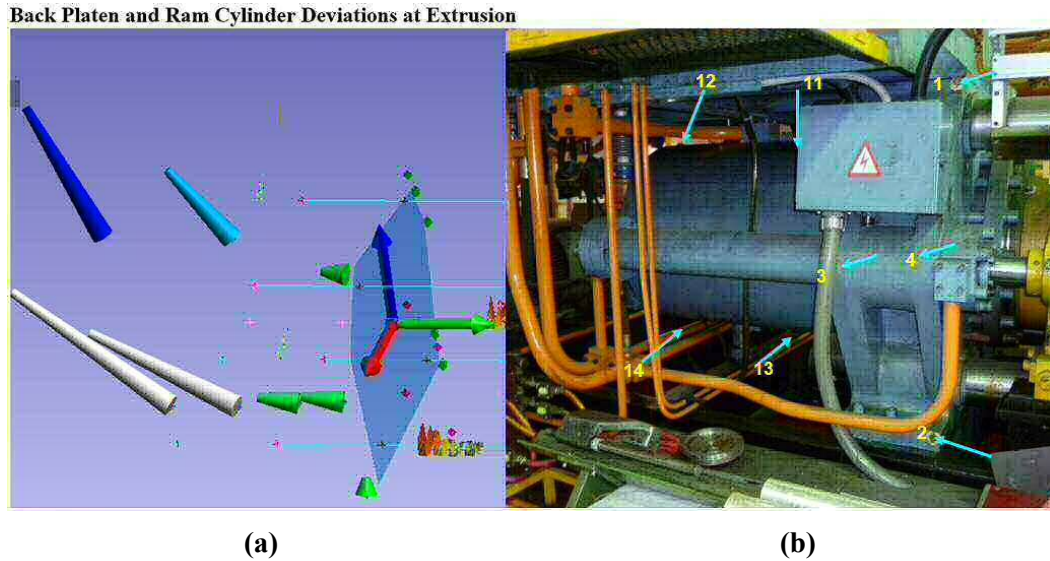 Back Platen and Ram Cylinder Deviations at Extrusion
12 11 1
3 4
14 13
2
(a) (b)